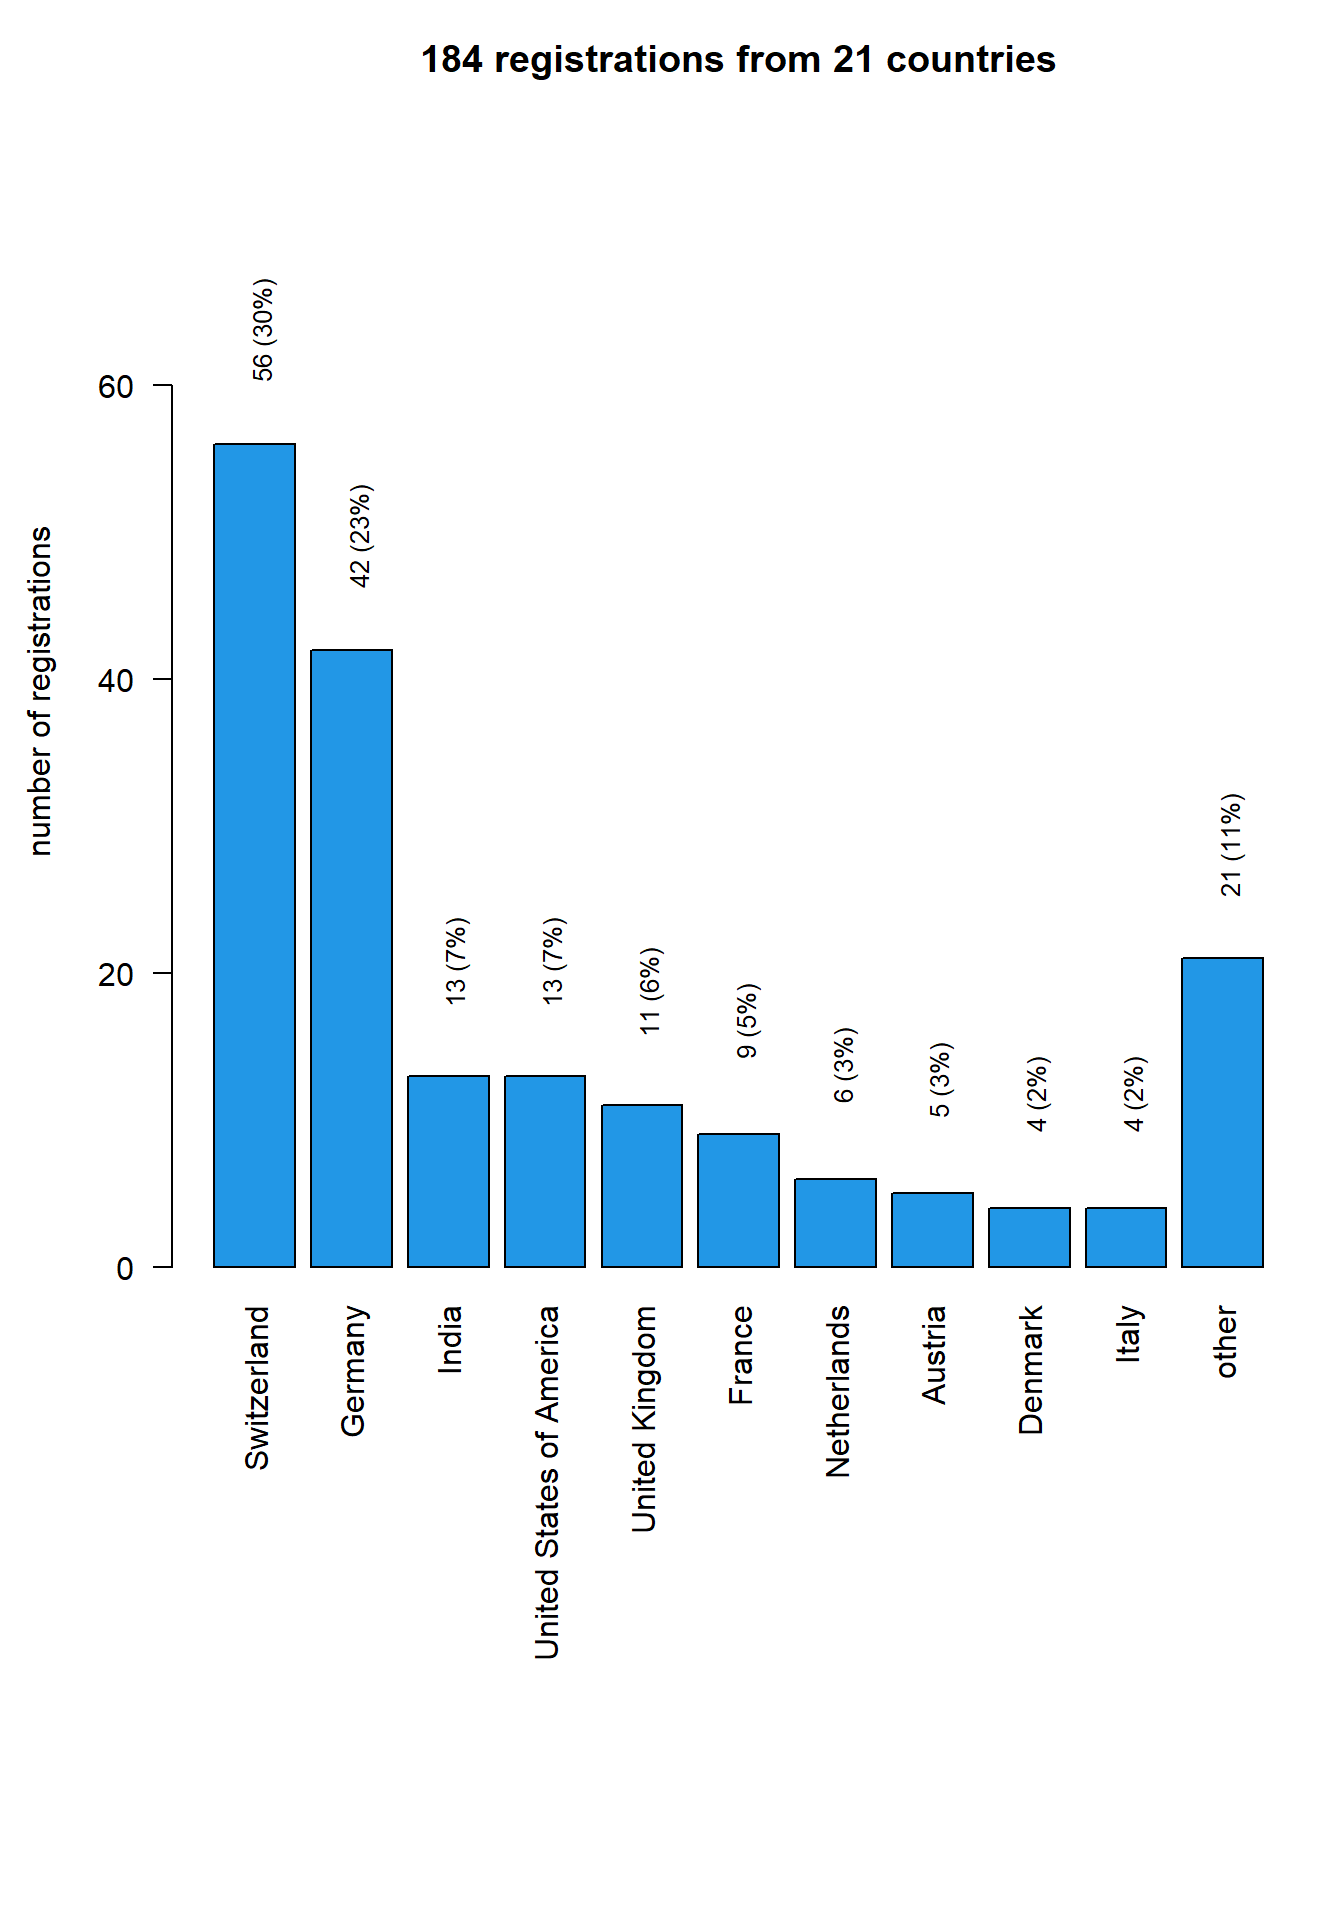 184 registrations from 21 countries
number of registrations
60
40
20
0
56 (30%)
42 (23%)
13 (7%)
13 (7%)
11 (6%)
9 (5%)
6 (3%)
5 (3%)
4 (2%)
4 (2%)
21 (11%)
Switzerland
Germany
India
United States of America
United Kingdom
France
Netherlands
Austria
Denmark
Italy
other